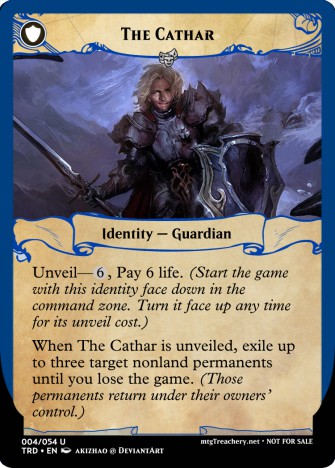 The Cathar
Identity — Guardian
Unveil— 6 , Pay 6 life. (Start the game
with this identity face down in the
command zone. Turn it face up any time
for its unveil cost.)
When The Cathar is unveiled, exile up
to three target nonland permanents
until you lose the game. (Those
permanents return under their owners'
control.)
004/054 U
TRD • EN AKIZHAO @ DEVIANTART
mtgTreachery.net • NOT FOR SALE